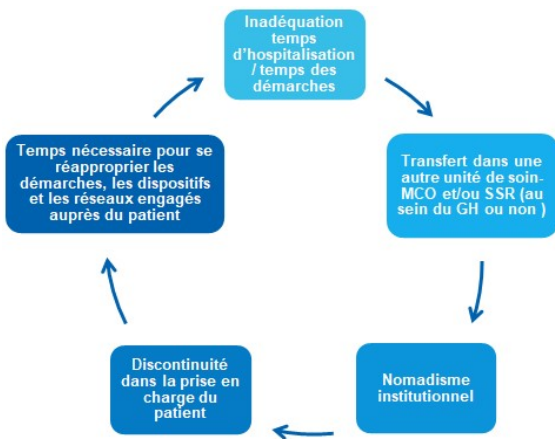 Inadéquation
temps
d'hospitalisation
/ temps des
démarches
Transfert dans une
autre unité de soin-
MCO et/ou SSR (au
sein du GH ou non )
Nomadisme
institutionnel
Discontinuité
dans la prise en
charge du
patient
Temps nécessaire pour se
réapproprier les
démarches, les dispositifs
et les réseaux engagés
auprès du patient